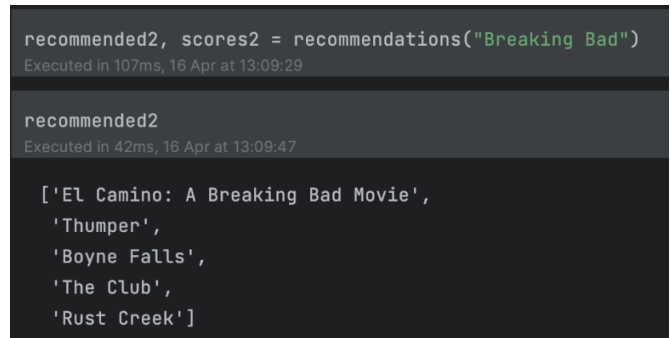 recommended2, scores2 = recommendations("Breaking Bad")
Executed in 107ms, 16 Apr at 13:09:29
recommended2
Executed in 42ms, 16 Apr at 13:09:47
['El Camino: A Breaking Bad Movie',
'Thumper',
'Boyne Falls',
'The Club',
'Rust Creek']